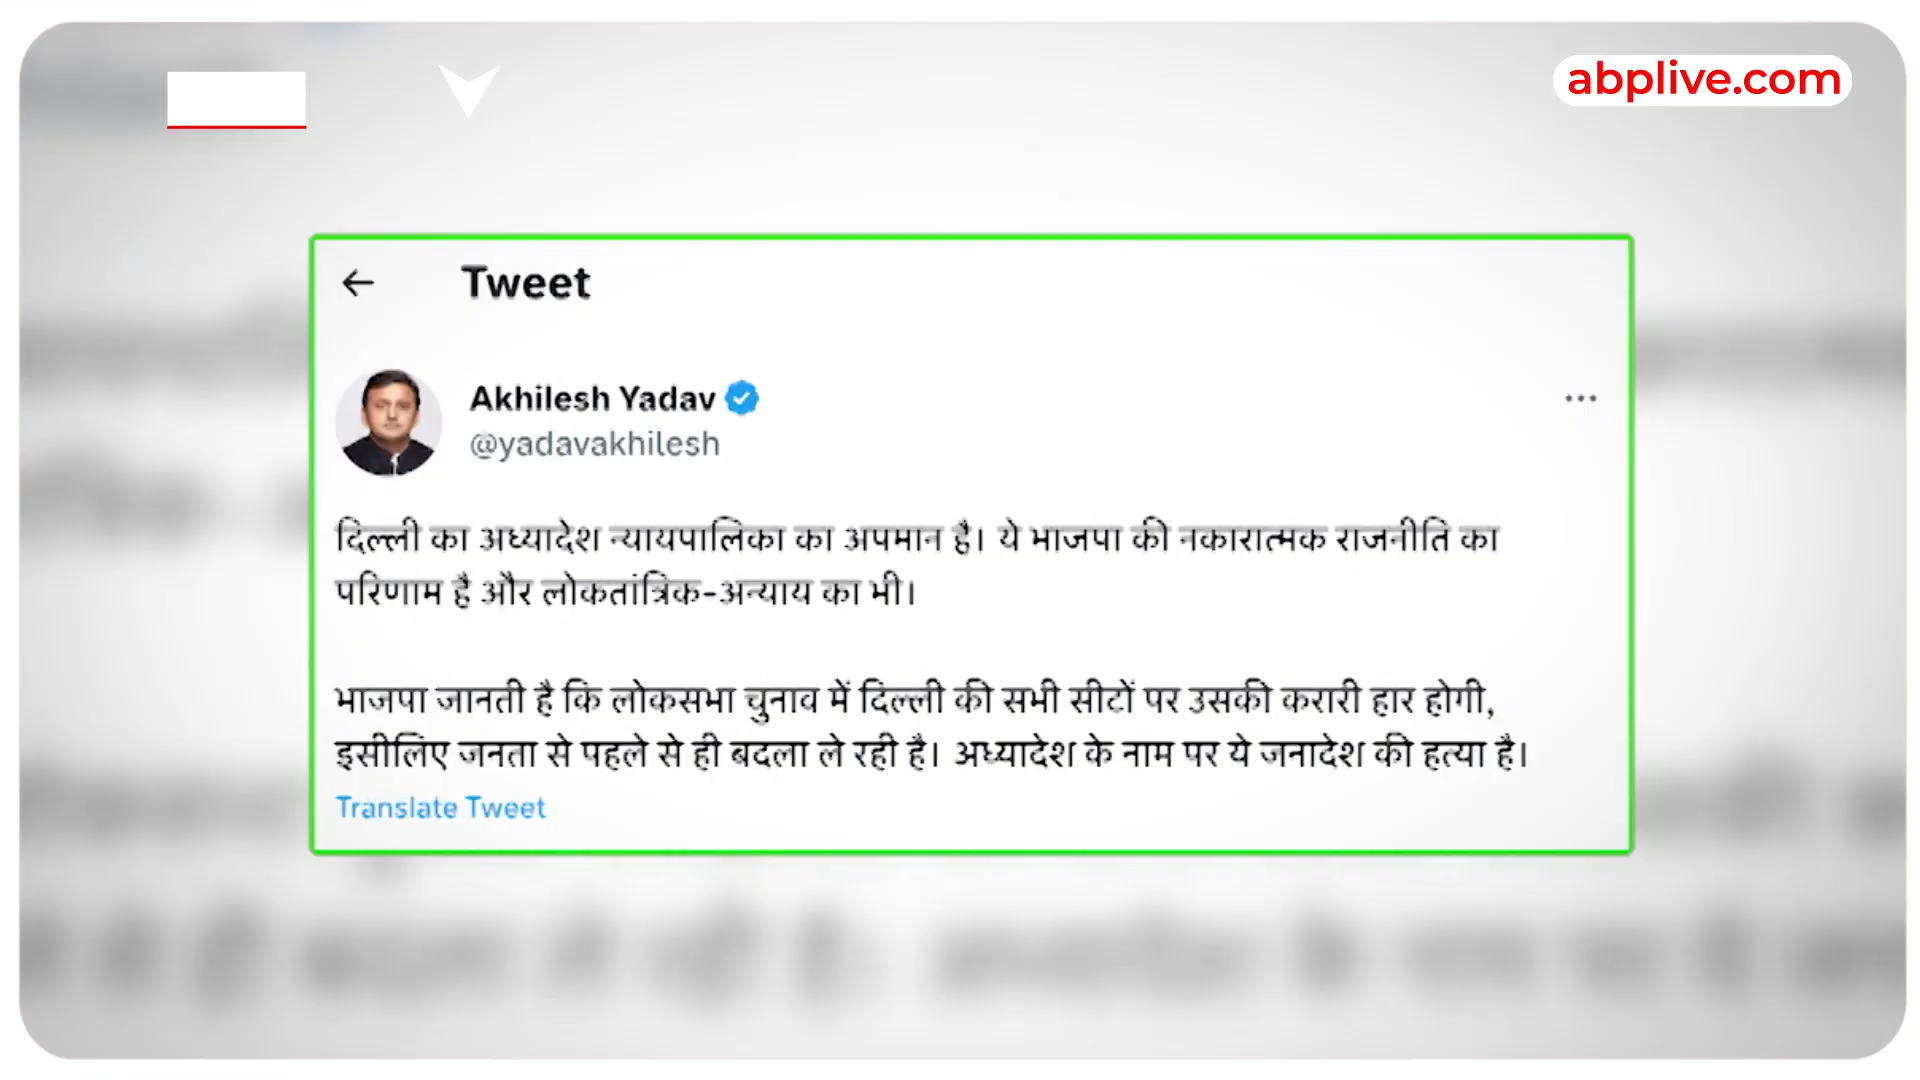 abplive.com
Tweet
Akhilesh Yadav
@yadavakhilesh
दिल्ली का अध्यादेश न्यायपालिका का अपमान है। ये भाजपा की नकारात्मक राजनीति का
परिणाम है और लोकतांत्रिक-अन्याय का भी।
भाजपा जानती है कि लोकसभा चुनाव में दिल्ली की सभी सीटों पर उसकी करारी हार होगी,
इसीलिए जनता से पहले से ही बदला ले रही है। अध्यादेश के नाम पर ये जनादेश की हत्या है।
Translate Tweet